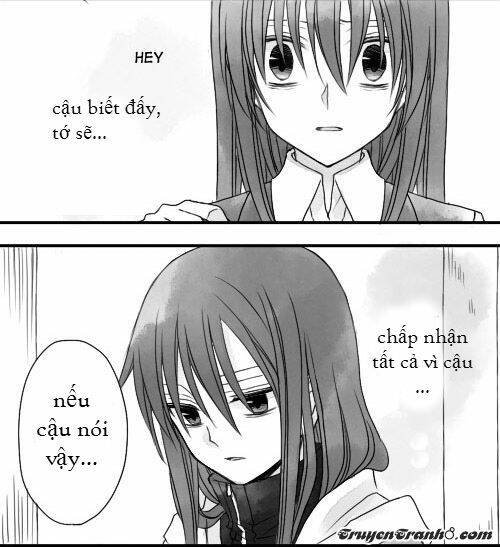 HEY
cậu biết đấy,
tớ sẽ...
chấp nhận
tất cả vì cậu
...
nếu
cậu nói
vậy...
TruyenTranh8.com